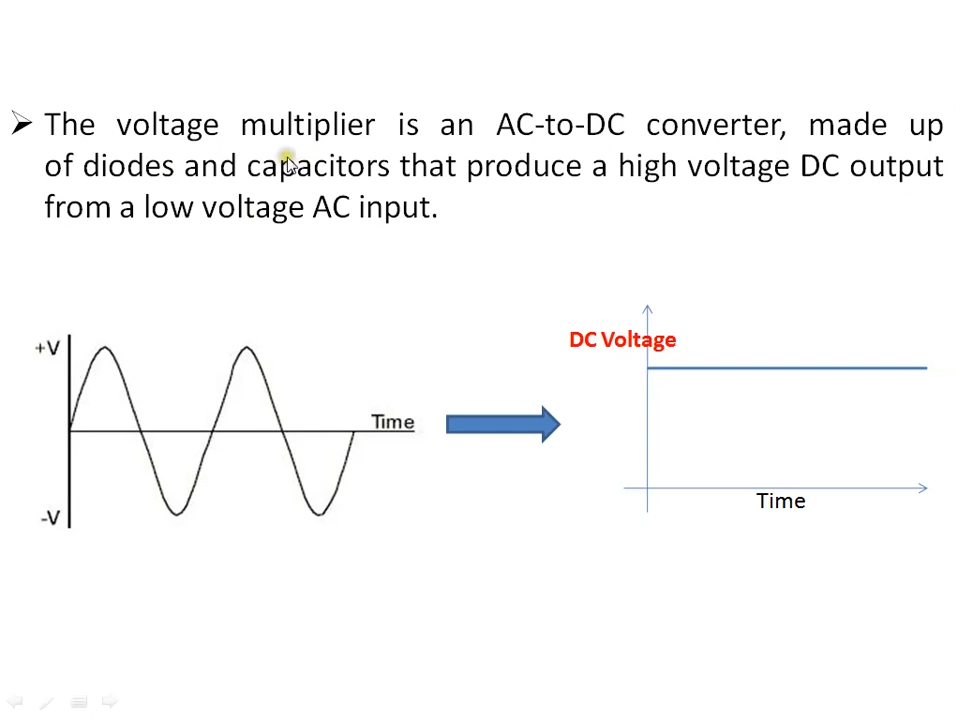 The voltage multiplier is an AC-to-DC converter, made up
of diodes and capacitors that produce a high voltage DC output
from a low voltage AC input.
DC Voltage
+V
Time
-V
Time